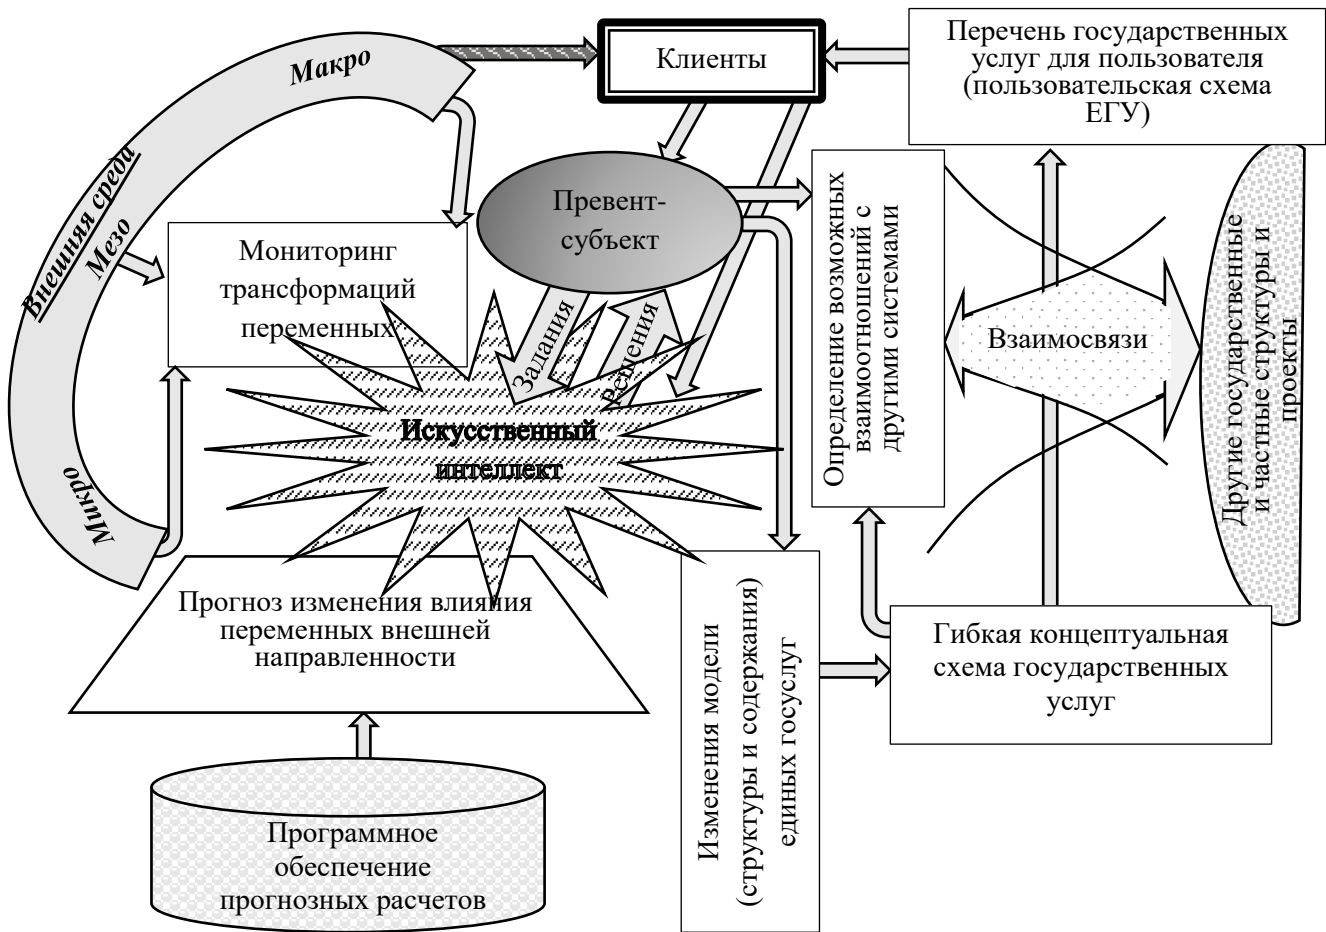 Макро
Внешняя среда
Мезо
Микро
Клиенты
Перечень государственных
услуг для пользователя
(пользовательская схема
ЕГУ)
Превент-
субъект
Мониторинг
трансформаций
переменных
Задания
Решения
Искусственный
интеллект
Определение возможных
взаимоотношений с
другими системами
Взаимосвязи
Другие государственные
и частные структуры и
проекты
Прогноз изменения влияния
переменных внешней
направленности
Изменения модели
(структуры и содержания)
единых госуслуг
Гибкая концептуальная
схема государственных
услуг
Программное
обеспечение
прогнозных расчетов